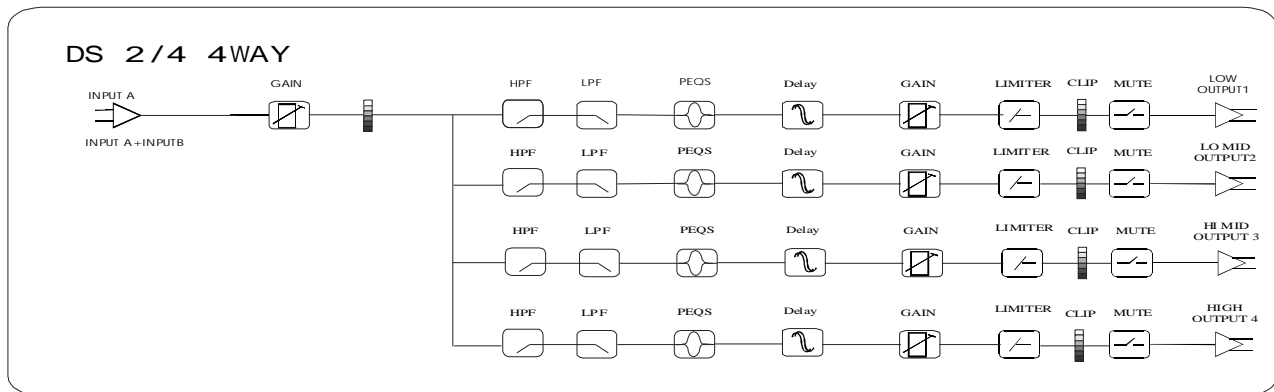 DS 2/4 4WAY
INPUT A
INPUT A+INPUTB
GAIN
HPF LPF PEQS Delay GAIN LIMITER CLIP MUTE LOW
OUTPUT1
HPF LPF PEQS Delay GAIN LIMITER CLIP MUTE LO MID
OUTPUT2
HPF LPF PEQS Delay GAIN LIMITER CLIP MUTE HI MID
OUTPUT 3
HPF LPF PEQS Delay GAIN LIMITER CLIP MUTE HIGH
OUTPUT 4